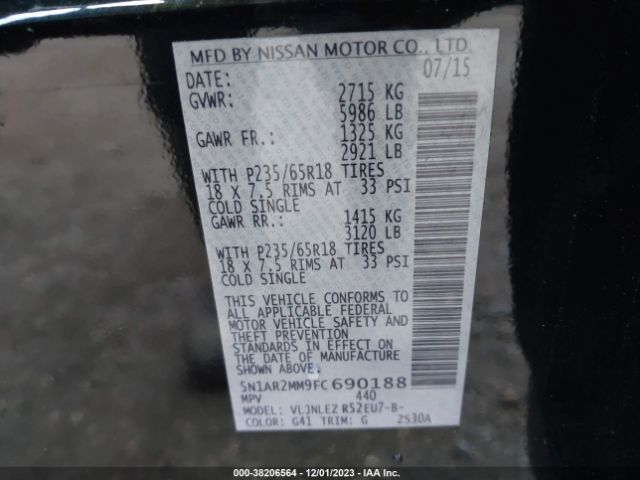 MFD BY NISSAN MOTOR CO., LTD.
DATE: 07/15
GVWR: 2715 KG
5986 LB
GAWR FR.: 1325 KG
2921 LB
WITH P235/65R18 TIRES
18 X 7.5 RIMS AT 33 PSI
COLD SINGLE
GAWR RR.: 1415 KG
3120 LB
WITH P235/65R18 TIRES
18 X 7.5 RIMS AT 33 PSI
COLD SINGLE
THIS VEHICLE CONFORMS TO
ALL APPLICABLE FEDERAL
MOTOR VEHICLE SAFETY AND
THEFT PREVENTION
STANDARDS IN EFFECT ON
THE DATE OF MANUFACTURE
SHOWN ABOVE.
5N1AR2MM9FC690188
MPV 440
MODEL: VLJNLEZ R52EU7-B-
COLOR: G41 TRIM: G ZS30A
000-38206564 - 12/01/2023 - IAA Inc.